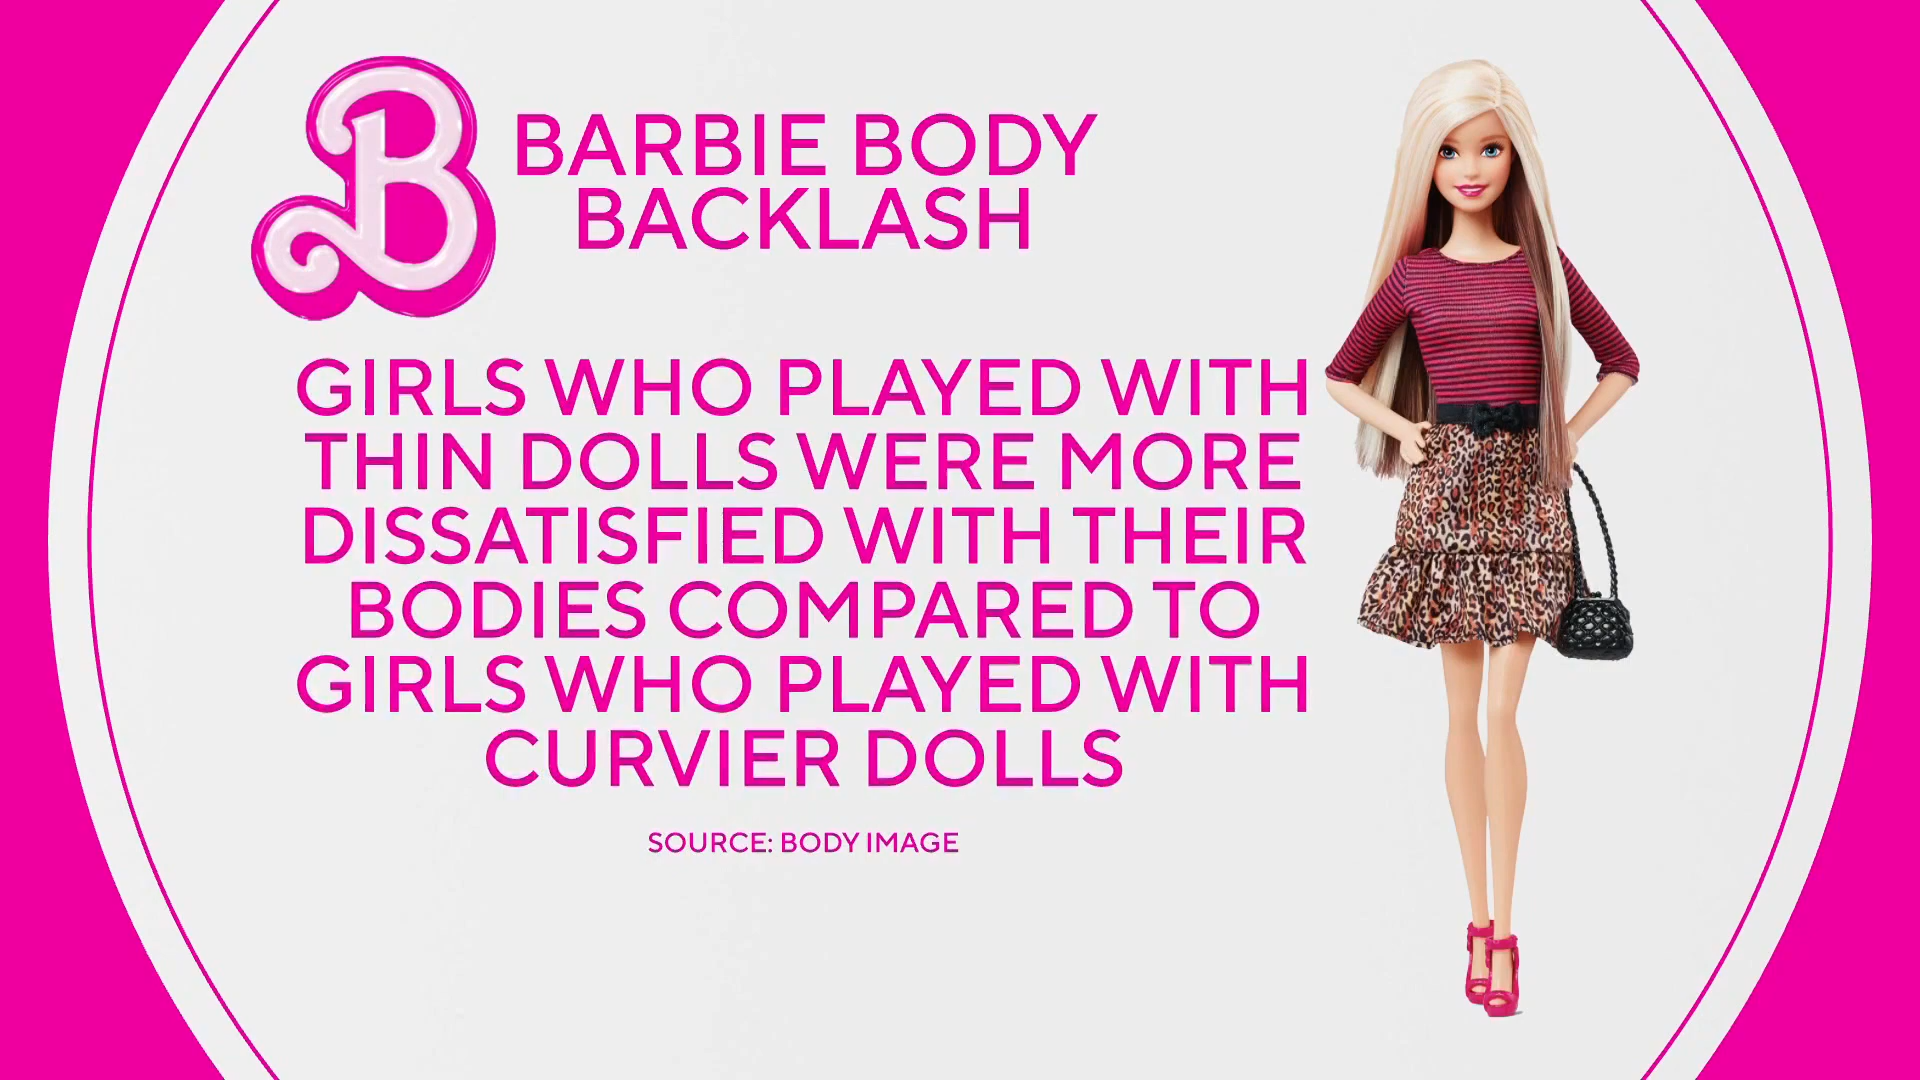 B
BARBIE BODY
BACKLASH
GIRLS WHO PLAYED WITH
THIN DOLLS WERE MORE
DISSATISFIED WITH THEIR
BODIES COMPARED TO
GIRLS WHO PLAYED WITH
CURVIER DOLLS
SOURCE: BODY IMAGE